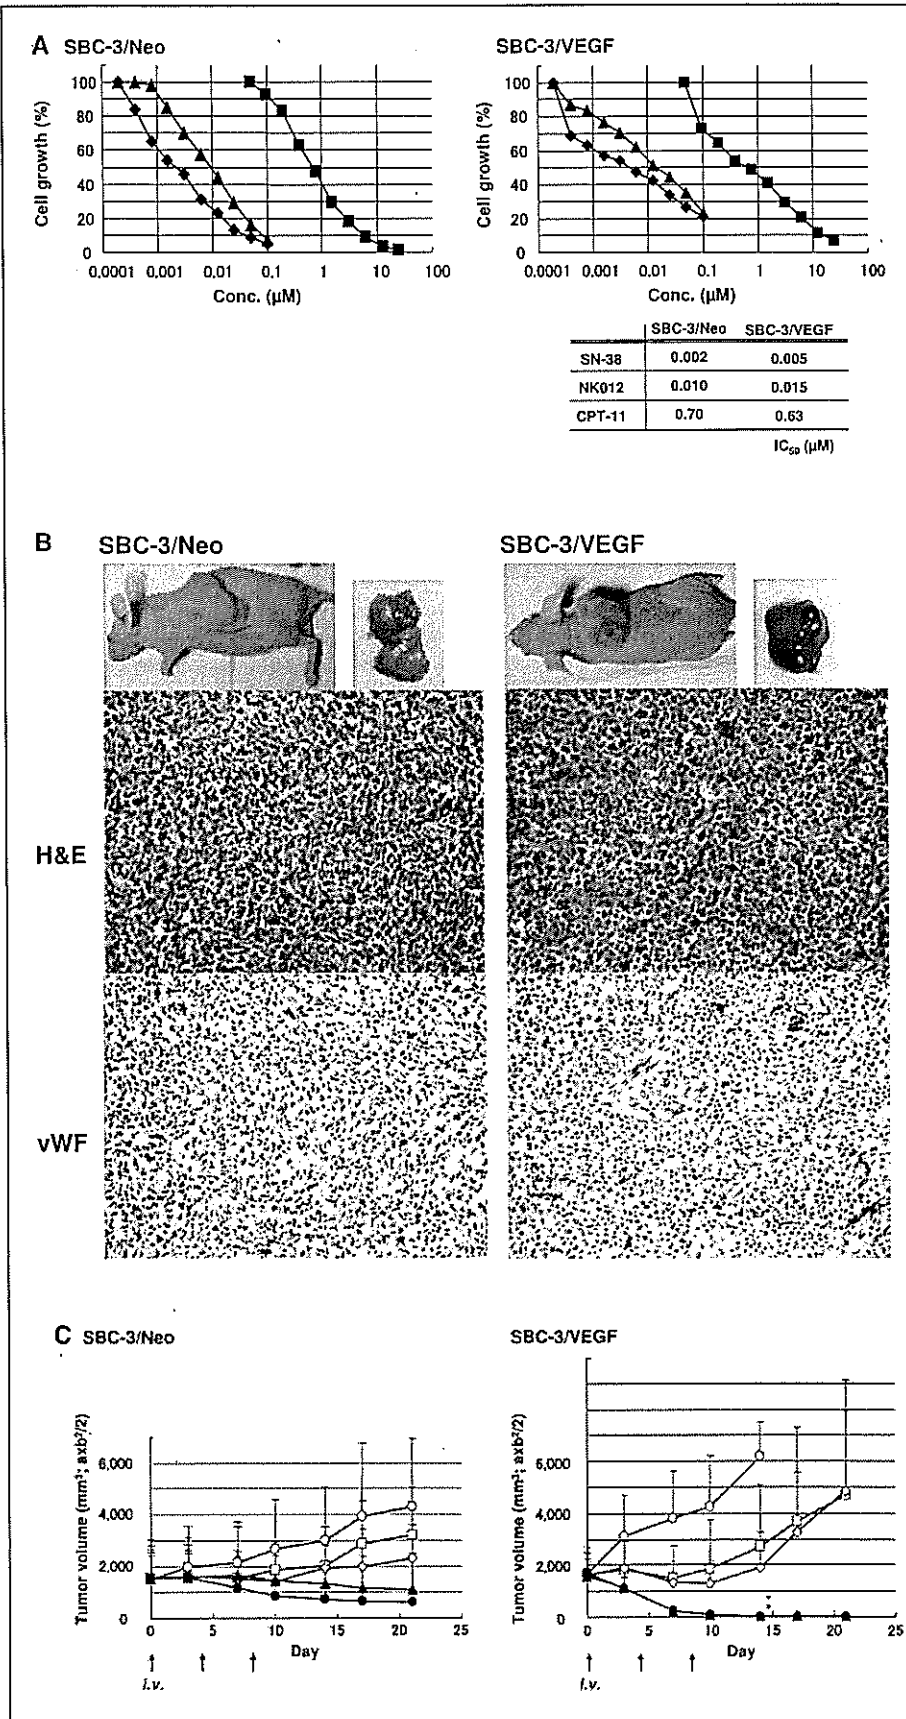 A SBC-3/Neo
SBC-3/VEGF
Cell growth (%)
100
80
60
40
20
0
0.0001 0.001 0.01 0.1 1 10 100
Conc. (µM)
Cell growth (%)
100
80
60
40
20
0
0.0001 0.001 0.01 0.1 1 10 100
Conc. (µM)
SBC-3/Neo SBC-3/VEGF
SN-38 0.002 0.005
NK012 0.010 0.015
CPT-11 0.70 0.63
IC50 (µM)
B SBC-3/Neo SBC-3/VEGF
H&E
vWF
C SBC-3/Neo
SBC-3/VEGF
Tumor volume (mm³; axb²/2)
6,000
4,000
2,000
0
0 5 10 15 20 25
Day
i.v.
Tumor volume (mm³; axb²/2)
6,000
4,000
2,000
0
0 5 10 15 20 25
Day
i.v.